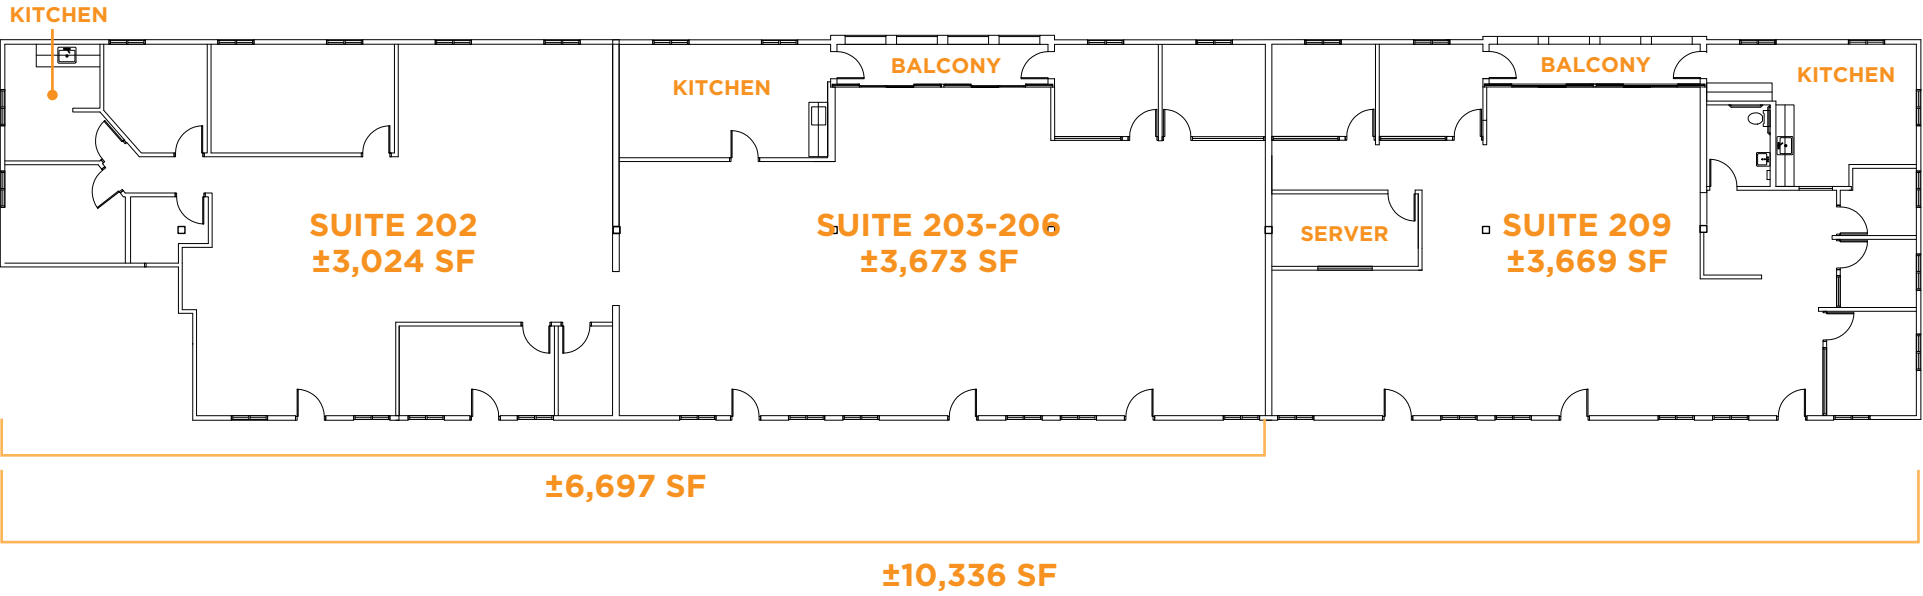 KITCHEN
KITCHEN
BALCONY
BALCONY
KITCHEN
SUITE 202
±3,024 SF
SUITE 203-206
±3,673 SF
SERVER
SUITE 209
±3,669 SF
±6,697 SF
±10,336 SF